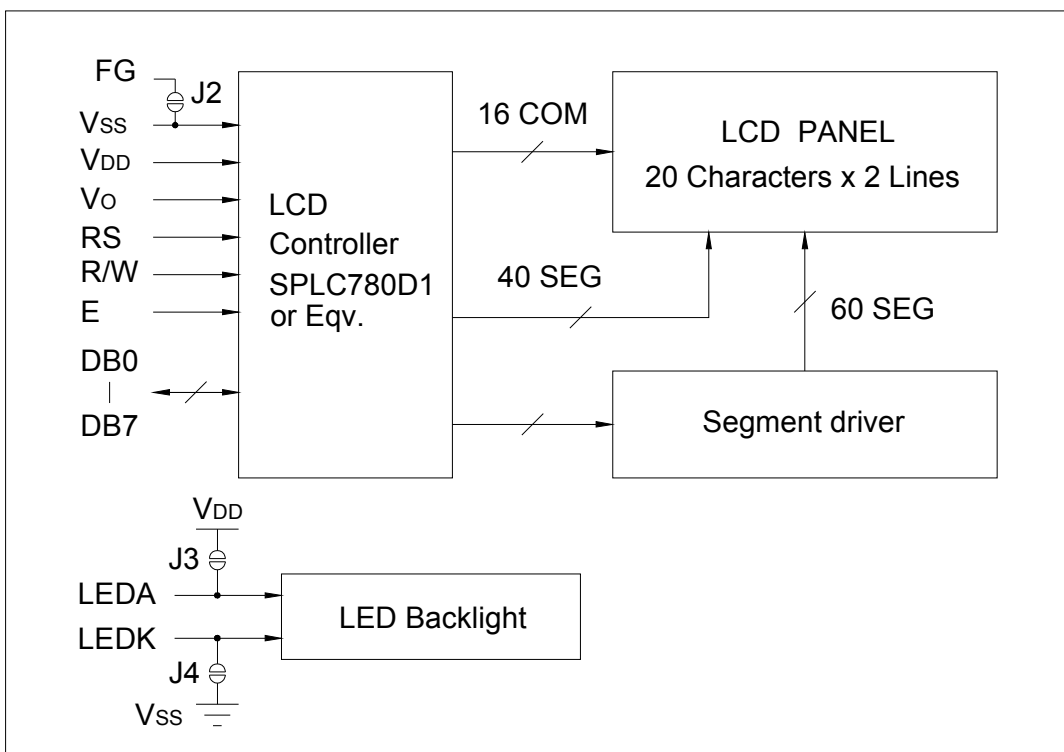 FG
J2
VSS
VDD
VO
RS
R/W
E
DB0
DB7
LCD
Controller
SPLC780D1
or Eqv.
16 COM
40 SEG
LCD PANEL
20 Characters x 2 Lines
60 SEG
Segment driver
VDD
J3
LEDA
LEDK
J4
VSS
LED Backlight